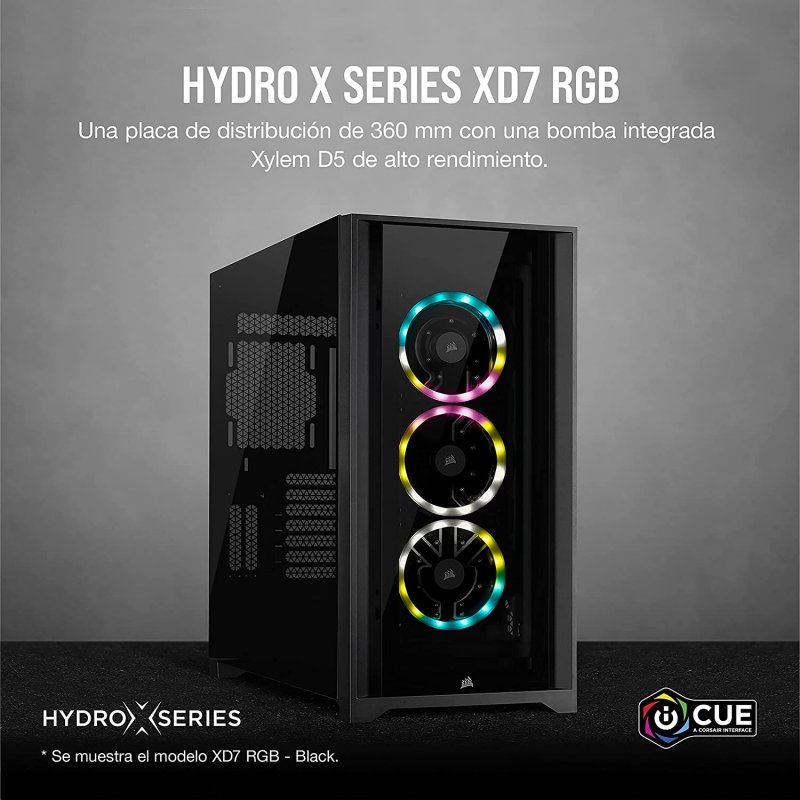 HYDRO X SERIES XD7 RGB
Una placa de distribución de 360 mm con una bomba integrada
Xylem D5 de alto rendimiento.
HYDRO X SERIES
iCUE
A CORSAIR INTERFACE
* Se muestra el modelo XD7 RGB - Black.